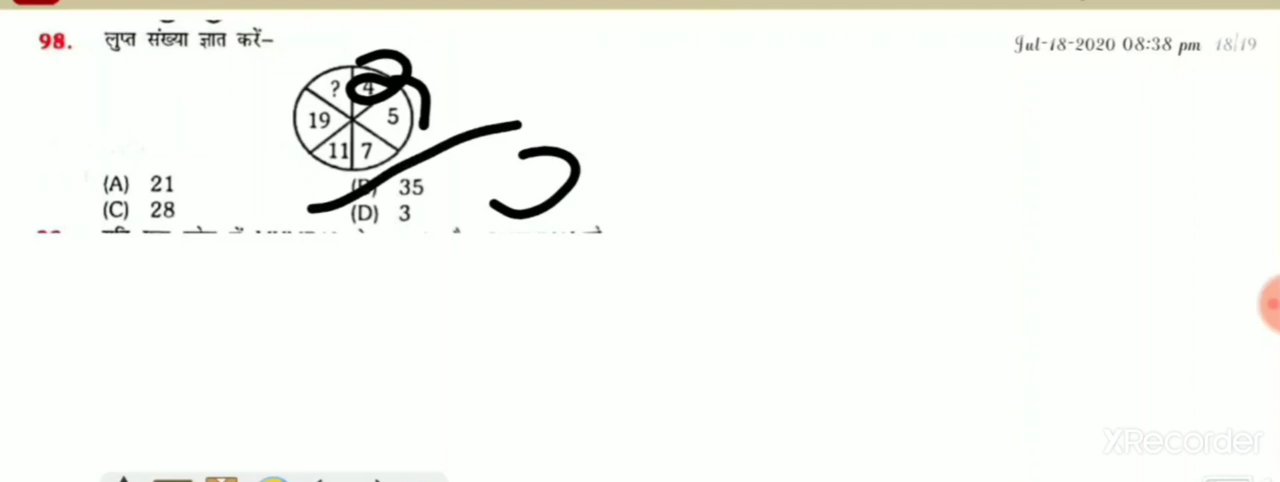 98. लुप्त संख्या ज्ञात करें–
Jul-18-2020 08:38 pm 18/19
? 4
19 5
11 7
(A) 21 (B) 35
(C) 28 (D) 3
XRecorder